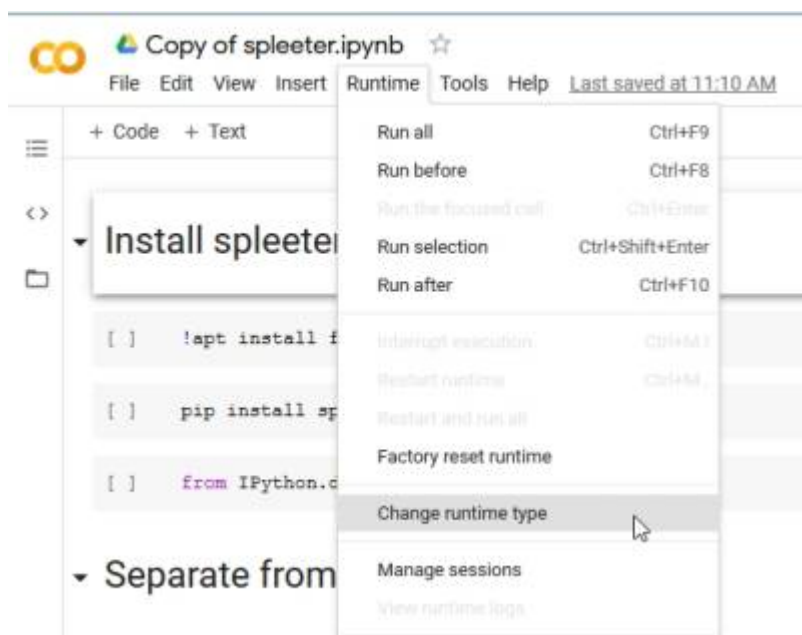 Copy of spleeter.ipynb
File Edit View Insert Runtime Tools Help Last saved at 11:10 AM
+ Code + Text
Run all Ctrl+F9
Run before Ctrl+F8
Run the focused cell Ctrl+Enter
Install spleeter
Run selection Ctrl+Shift+Enter
Run after Ctrl+F10
[ ] !apt install f
Interrupt execution Ctrl+M I
Restart runtime Ctrl+M .
[ ] pip install sp
Restart and run all
Factory reset runtime
[ ] from IPython.d
Change runtime type
Separate from
Manage sessions
View runtime logs